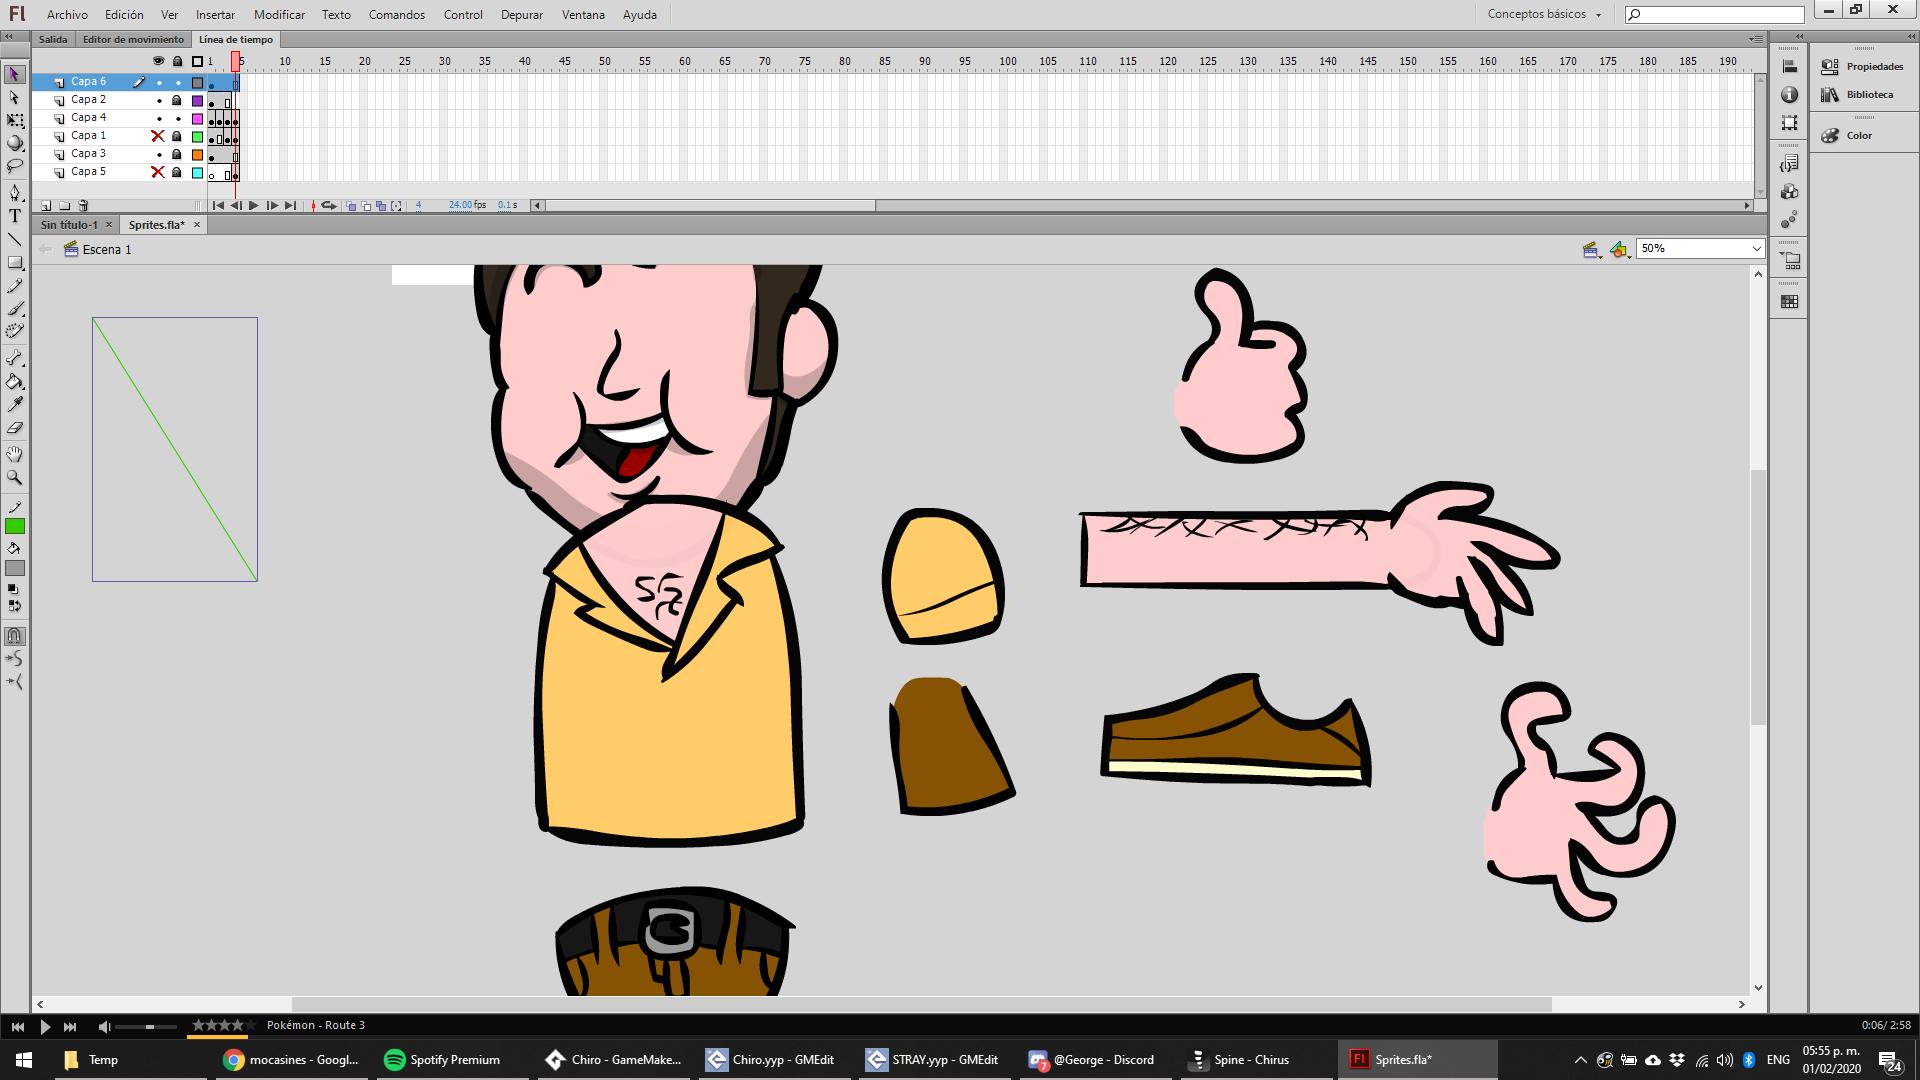 Fl Archivo Edición Ver Insertar Modificar Texto Comandos Control Depurar Ventana Ayuda Conceptos básicos
Salida Editor de movimiento Línea de tiempo
1 5 10 15 20 25 30 35 40 45 50 55 60 65 70 75 80 85 90 95 100 105 110 115 120 125 130 135 140 145 150 155 160 165 170 175 180 185 190
Capa 6
Capa 2
Capa 4
Capa 1
Capa 3
Capa 5
4 24.00 fps 0.1 s
Propiedades
Biblioteca
Color
Sin título-1 × Sprites.fla* ×
Escena 1 50%
Pokémon - Route 3 0:06/ 2:58
Temp mocasines - Googl... Spotify Premium Chiro - GameMake... Chiro.yyp - GMEdit STRAY.yyp - GMEdit 7 @George - Discord Spine - Chirus Fl Sprites.fla* ENG 05:55 p. m.
01/02/2020 24